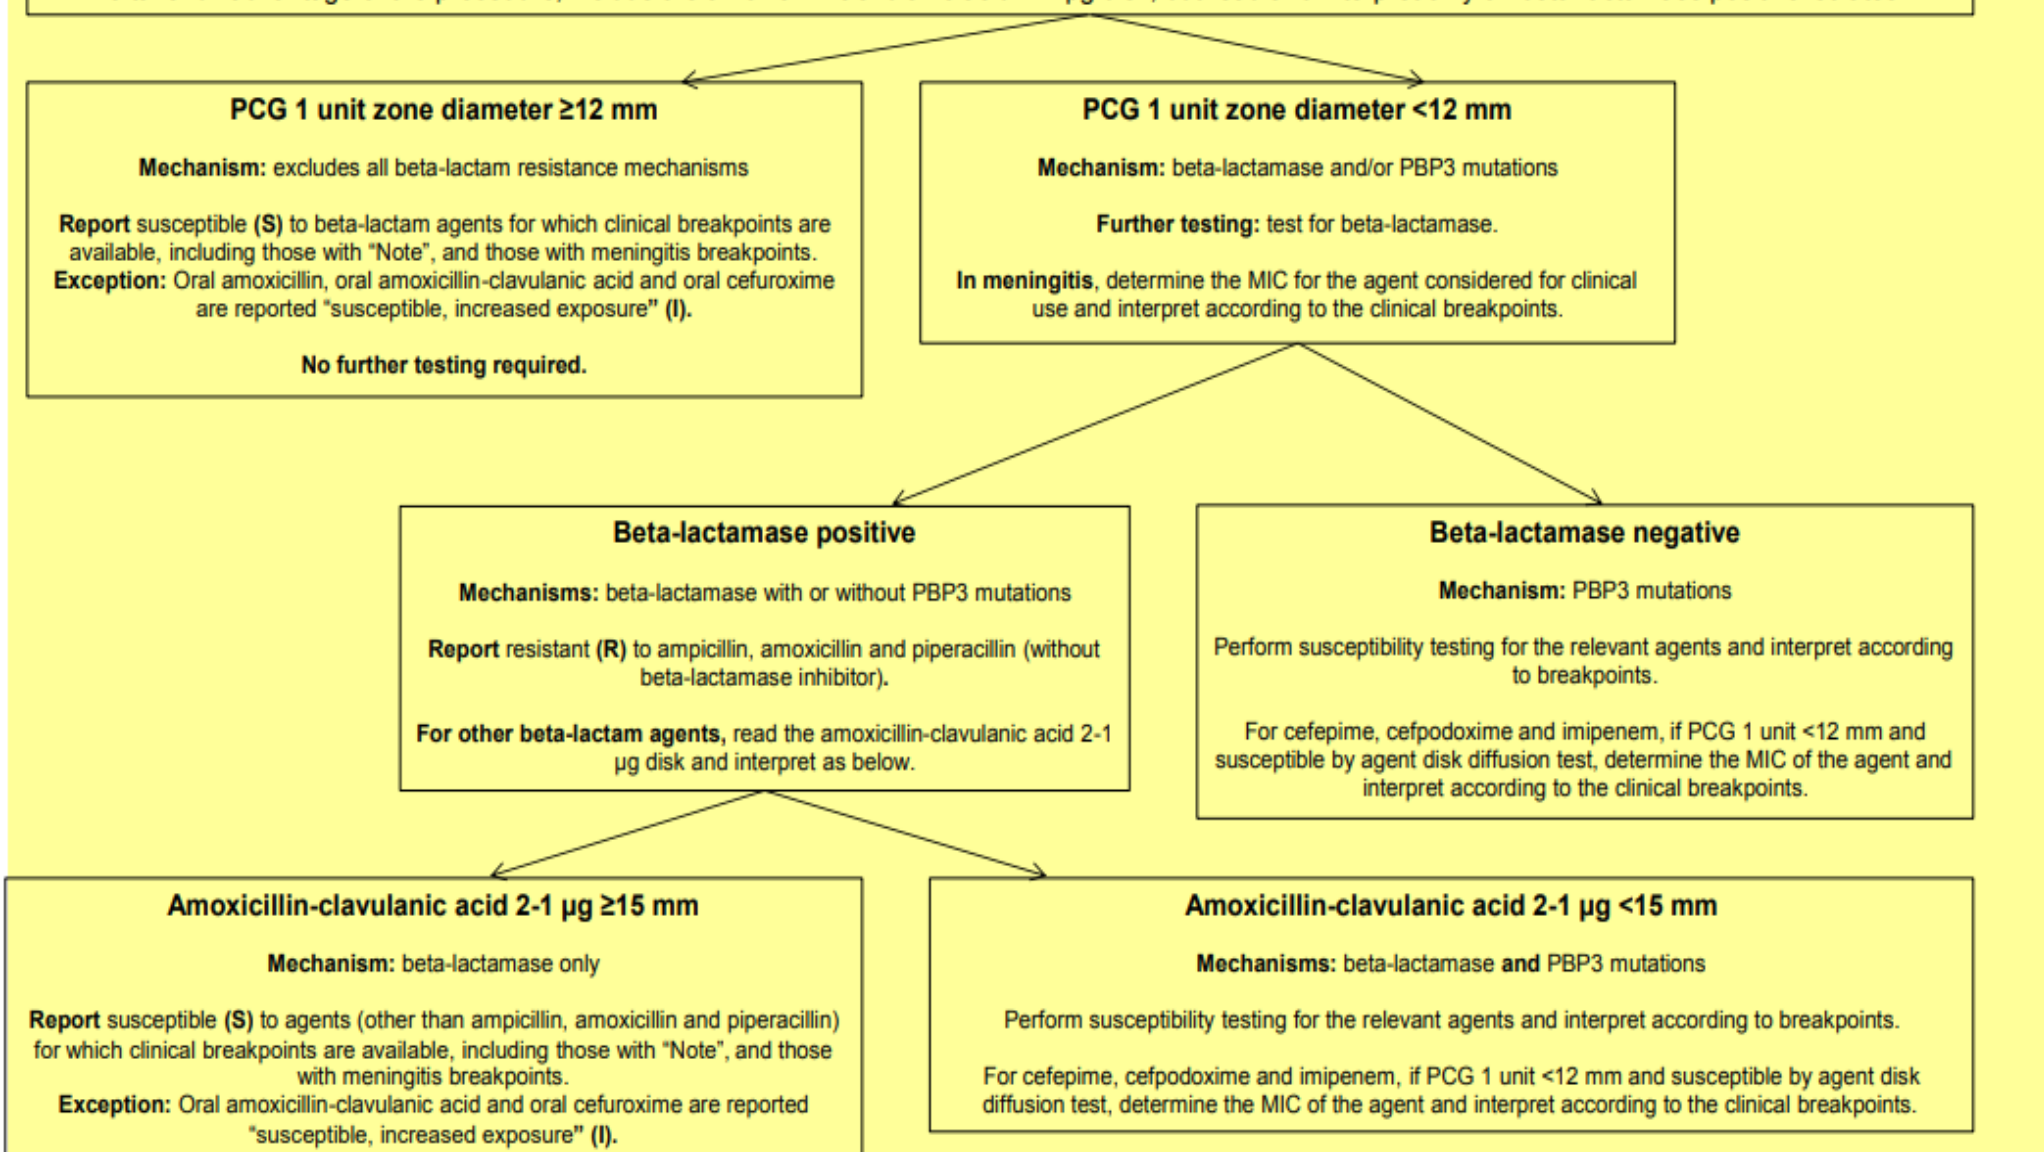 PCG 1 unit zone diameter ≥12 mm
Mechanism: excludes all beta-lactam resistance mechanisms
Report susceptible (S) to beta-lactam agents for which clinical breakpoints are
available, including those with “Note”, and those with meningitis breakpoints.
Exception: Oral amoxicillin, oral amoxicillin-clavulanic acid and oral cefuroxime
are reported “susceptible, increased exposure” (I).
No further testing required.
PCG 1 unit zone diameter <12 mm
Mechanism: beta-lactamase and/or PBP3 mutations
Further testing: test for beta-lactamase.
In meningitis, determine the MIC for the agent considered for clinical
use and interpret according to the clinical breakpoints.
Beta-lactamase positive
Mechanisms: beta-lactamase with or without PBP3 mutations
Report resistant (R) to ampicillin, amoxicillin and piperacillin (without
beta-lactamase inhibitor).
For other beta-lactam agents, read the amoxicillin-clavulanic acid 2-1
µg disk and interpret as below.
Beta-lactamase negative
Mechanism: PBP3 mutations
Perform susceptibility testing for the relevant agents and interpret according
to breakpoints.
For cefepime, cefpodoxime and imipenem, if PCG 1 unit <12 mm and
susceptible by agent disk diffusion test, determine the MIC of the agent and
interpret according to the clinical breakpoints.
Amoxicillin-clavulanic acid 2-1 µg ≥15 mm
Mechanism: beta-lactamase only
Report susceptible (S) to agents (other than ampicillin, amoxicillin and piperacillin)
for which clinical breakpoints are available, including those with “Note”, and those
with meningitis breakpoints.
Exception: Oral amoxicillin-clavulanic acid and oral cefuroxime are reported
“susceptible, increased exposure” (I).
Amoxicillin-clavulanic acid 2-1 µg <15 mm
Mechanisms: beta-lactamase and PBP3 mutations
Perform susceptibility testing for the relevant agents and interpret according to breakpoints.
For cefepime, cefpodoxime and imipenem, if PCG 1 unit <12 mm and susceptible by agent disk
diffusion test, determine the MIC of the agent and interpret according to the clinical breakpoints.